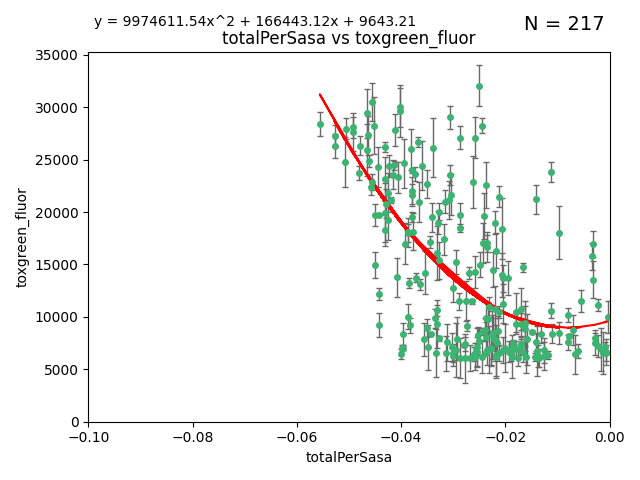 y = 9974611.54x^2 + 166443.12x + 9643.21
N = 217
totalPerSasa vs toxgreen_fluor
35000
30000
25000
20000
15000
10000
5000
0
toxgreen_fluor
−0.10 −0.08 −0.06 −0.04 −0.02 0.00
totalPerSasa